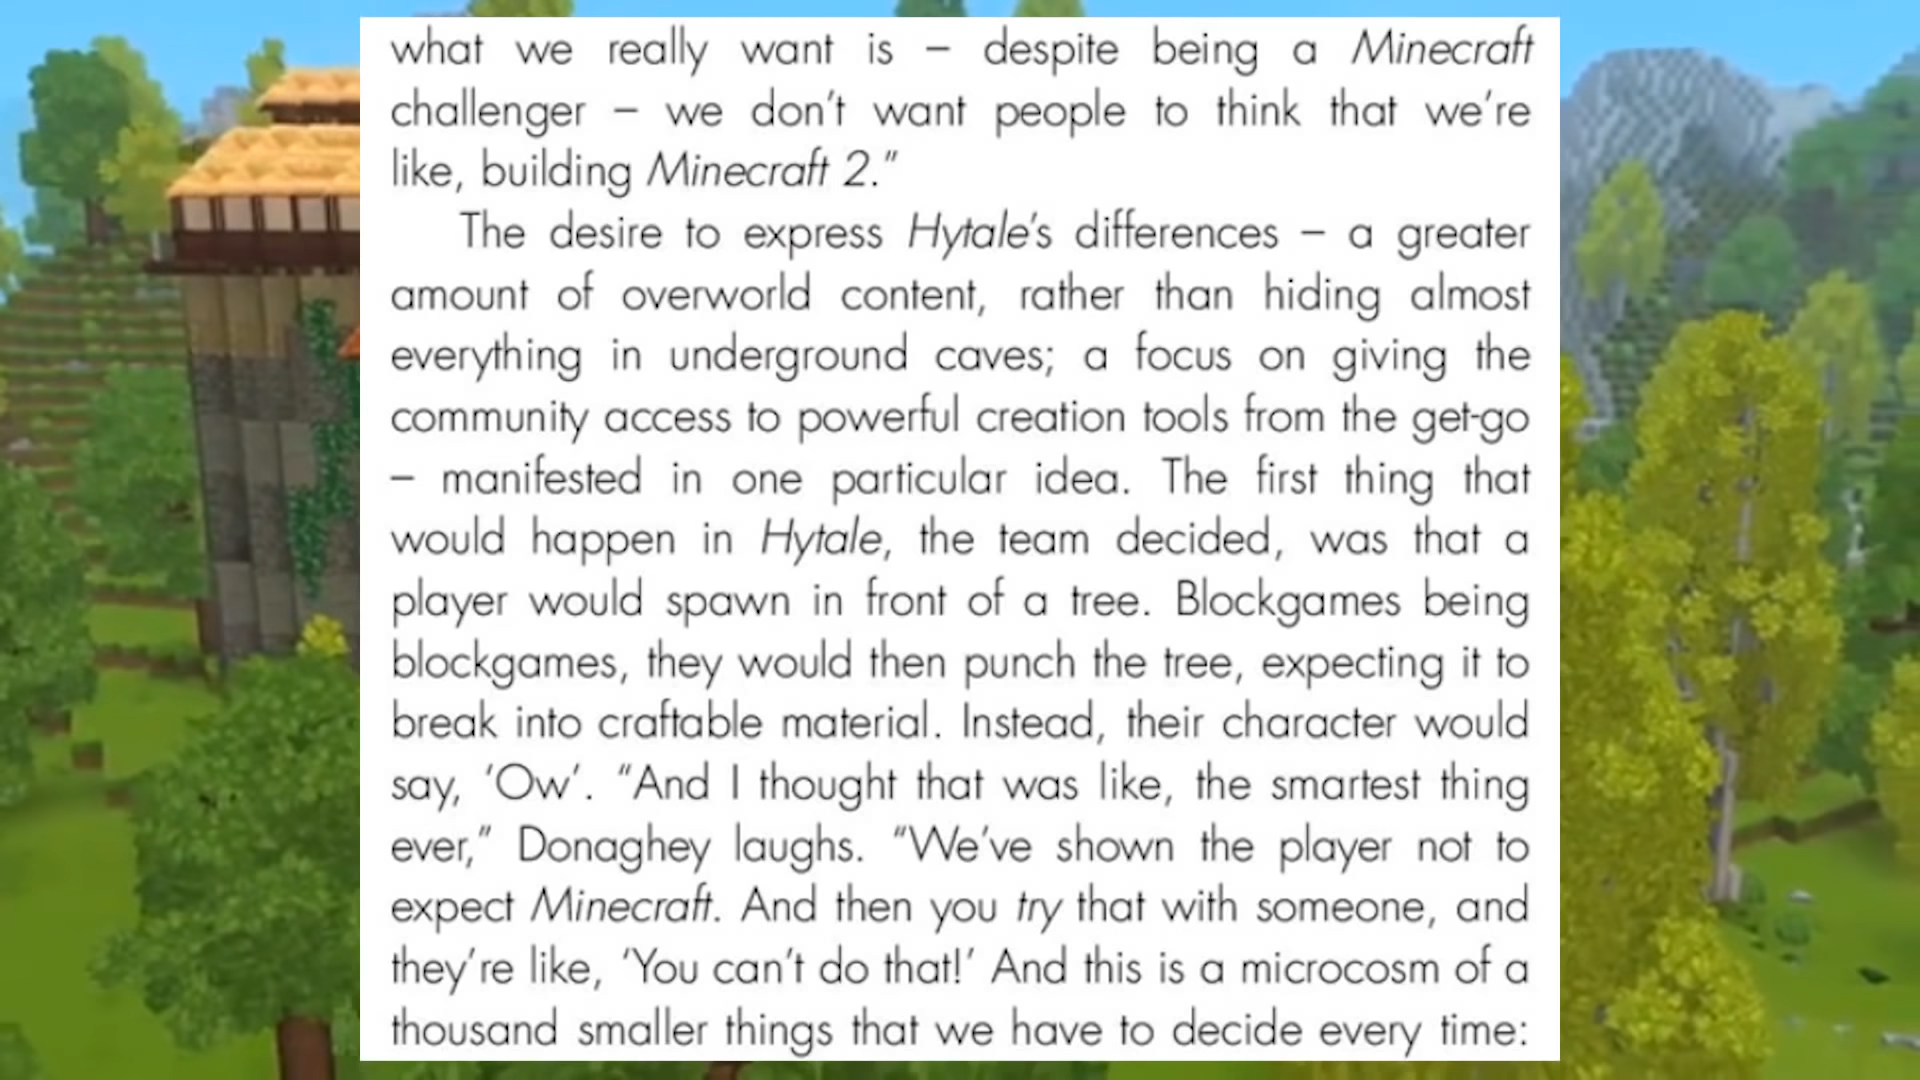 what we really want is – despite being a Minecraft
challenger – we don’t want people to think that we’re
like, building Minecraft 2.”
The desire to express Hytale’s differences – a greater
amount of overworld content, rather than hiding almost
everything in underground caves; a focus on giving the
community access to powerful creation tools from the get-go
– manifested in one particular idea. The first thing that
would happen in Hytale, the team decided, was that a
player would spawn in front of a tree. Blockgames being
blockgames, they would then punch the tree, expecting it to
break into craftable material. Instead, their character would
say, ‘Ow’. “And I thought that was like, the smartest thing
ever,” Donaghey laughs. “We’ve shown the player not to
expect Minecraft. And then you try that with someone, and
they’re like, ‘You can’t do that!’ And this is a microcosm of a
thousand smaller things that we have to decide every time: